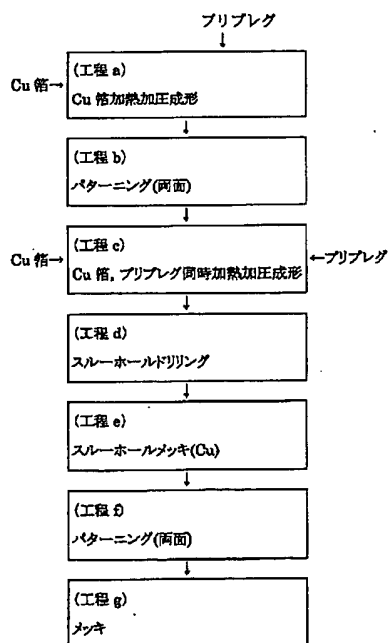 プリプレグ
↓
(工程 a)
Cu 箔→
Cu 箔加熱加圧成形
↓
(工程 b)
パターニング(両面)
↓
(工程 c)
Cu 箔→
←プリプレグ
Cu 箔，プリプレグ同時加熱加圧成形
↓
(工程 d)
スルーホールドリリング
↓
(工程 e)
スルーホールメッキ(Cu)
↓
(工程 f)
パターニング(両面)
↓
(工程 g)
メッキ